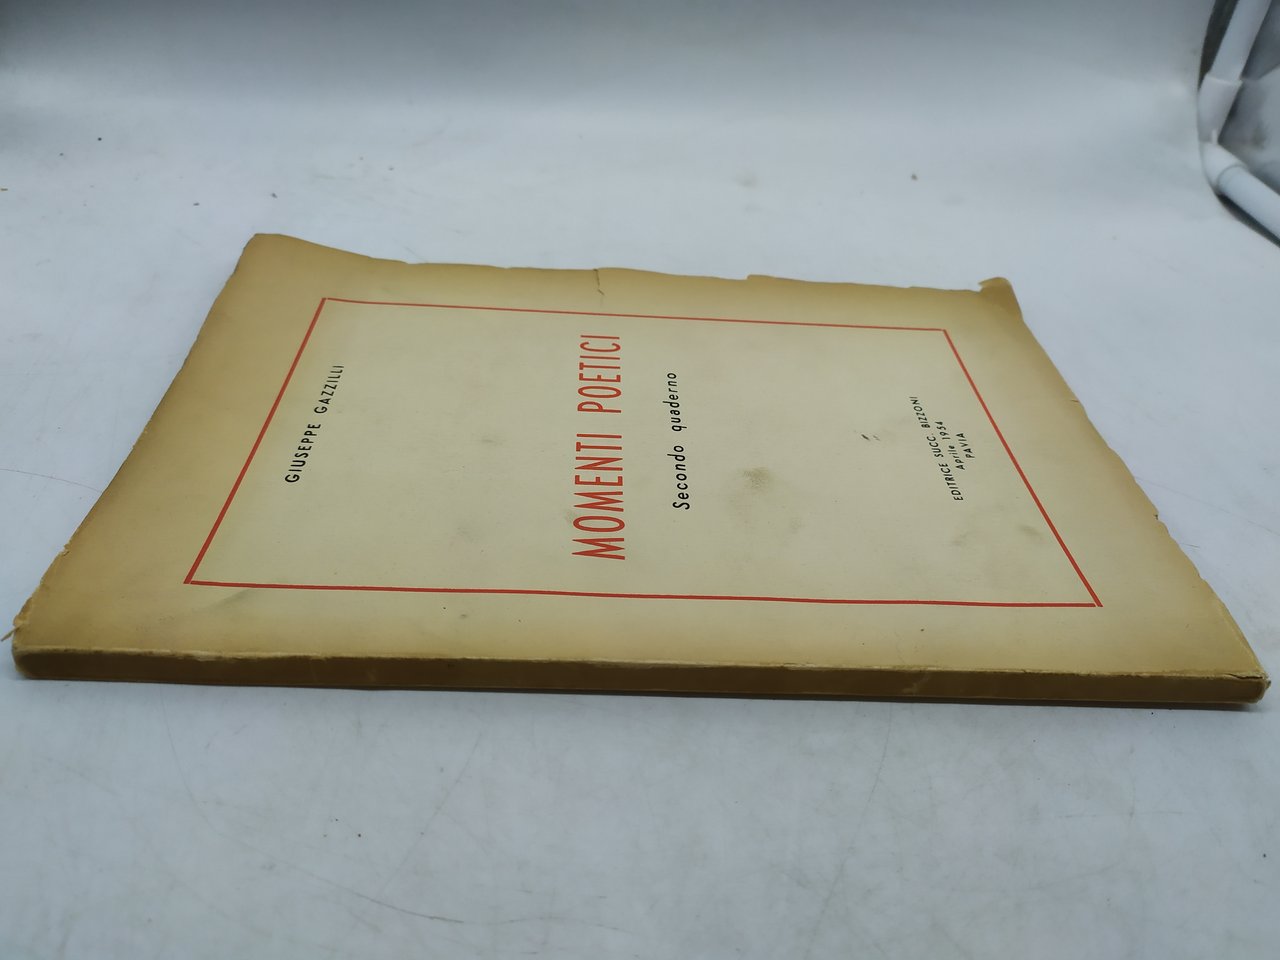 GIUSEPPE GAZZILLI
MOMENTI POETICI
Secondo quaderno
EDITRICE SUCC. BIZZONI
Aprile 1954
PAVIA